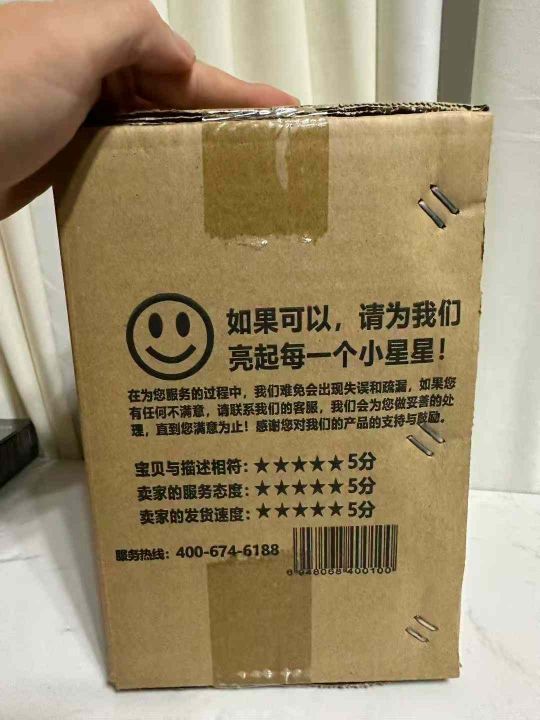 如果可以，请为我们
亮起每一个小星星！
在为您服务的过程中，我们难免会出现失误和疏漏，如果您
有任何不满意，请联系我们的客服，我们会为您做妥善的处
理，直到您满意为止！感谢您对我们的产品的支持与鼓励。
宝贝与描述相符：★★★★★5分
卖家的服务态度：★★★★★5分
卖家的发货速度：★★★★★5分
服务热线：400-674-6188
6 948068 400100